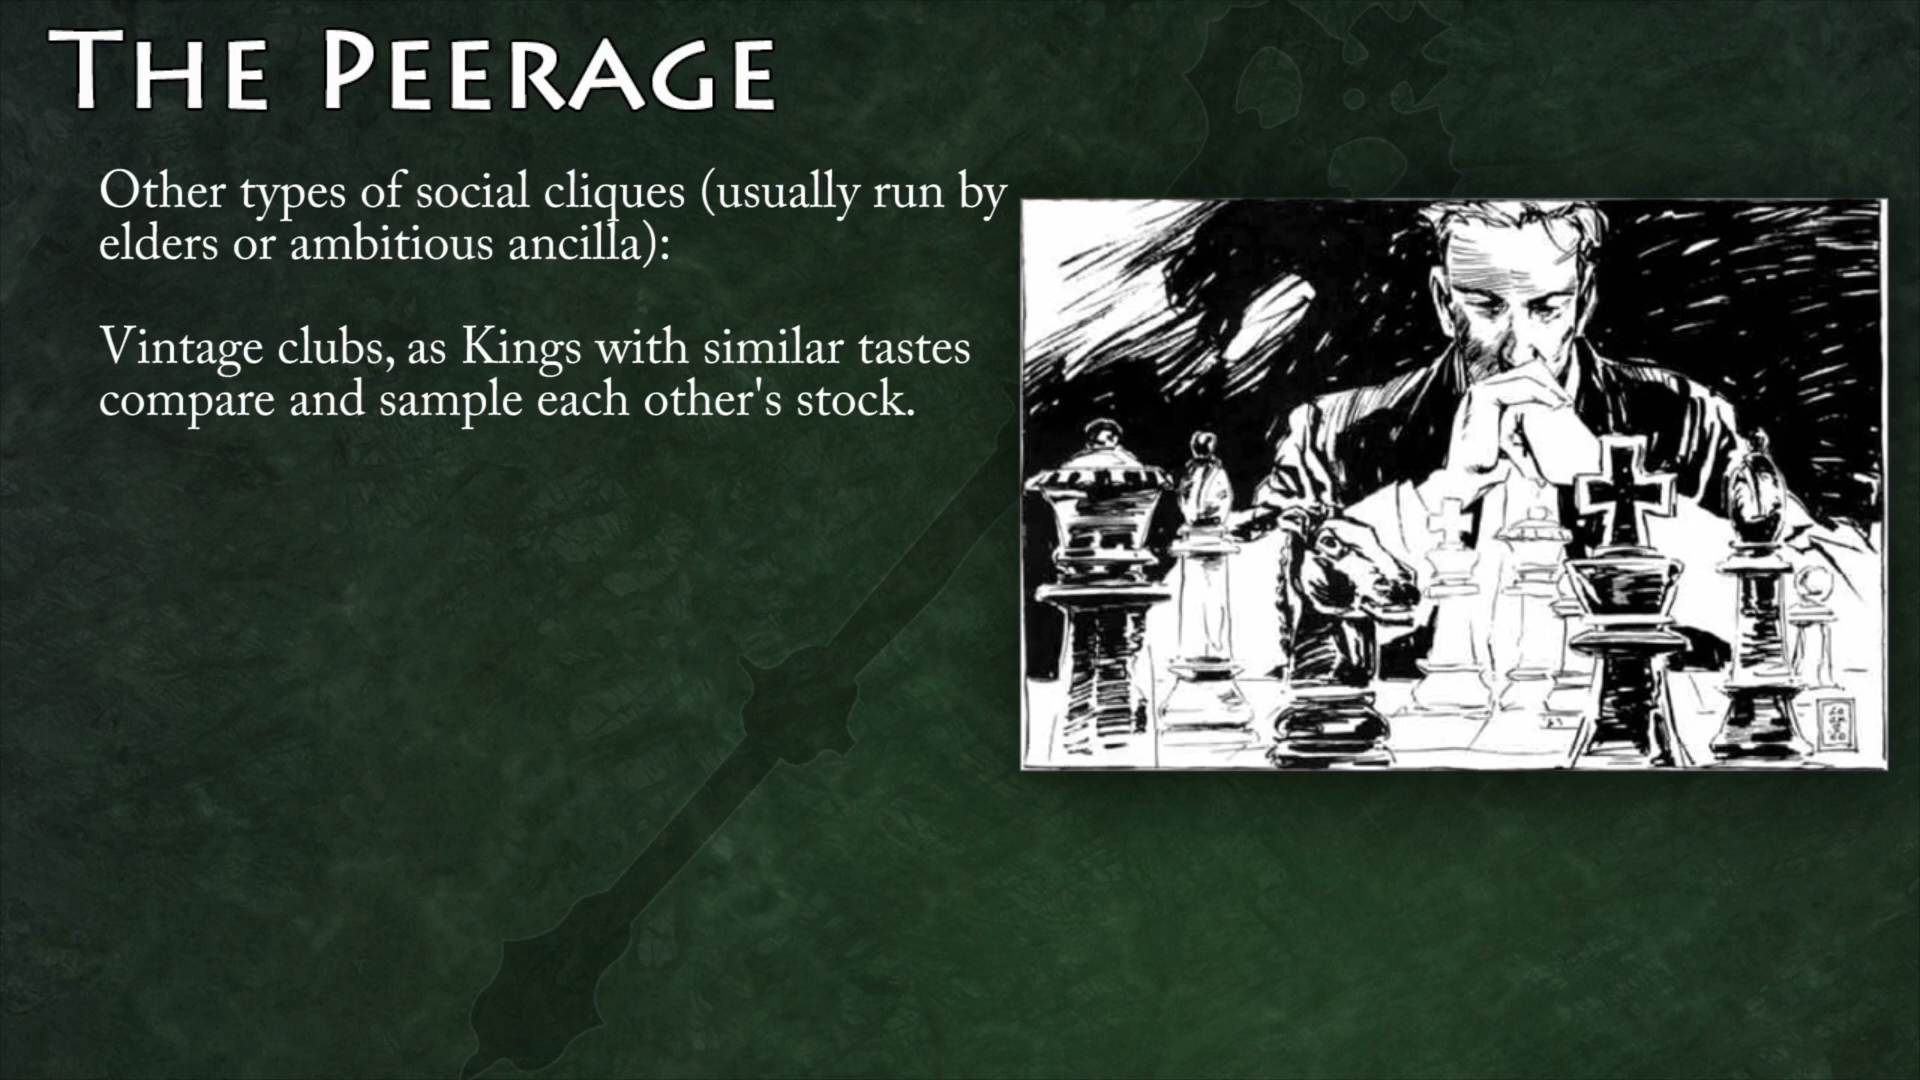 The Peerage
Other types of social cliques (usually run by
elders or ambitious ancilla):
Vintage clubs, as Kings with similar tastes
compare and sample each other's stock.